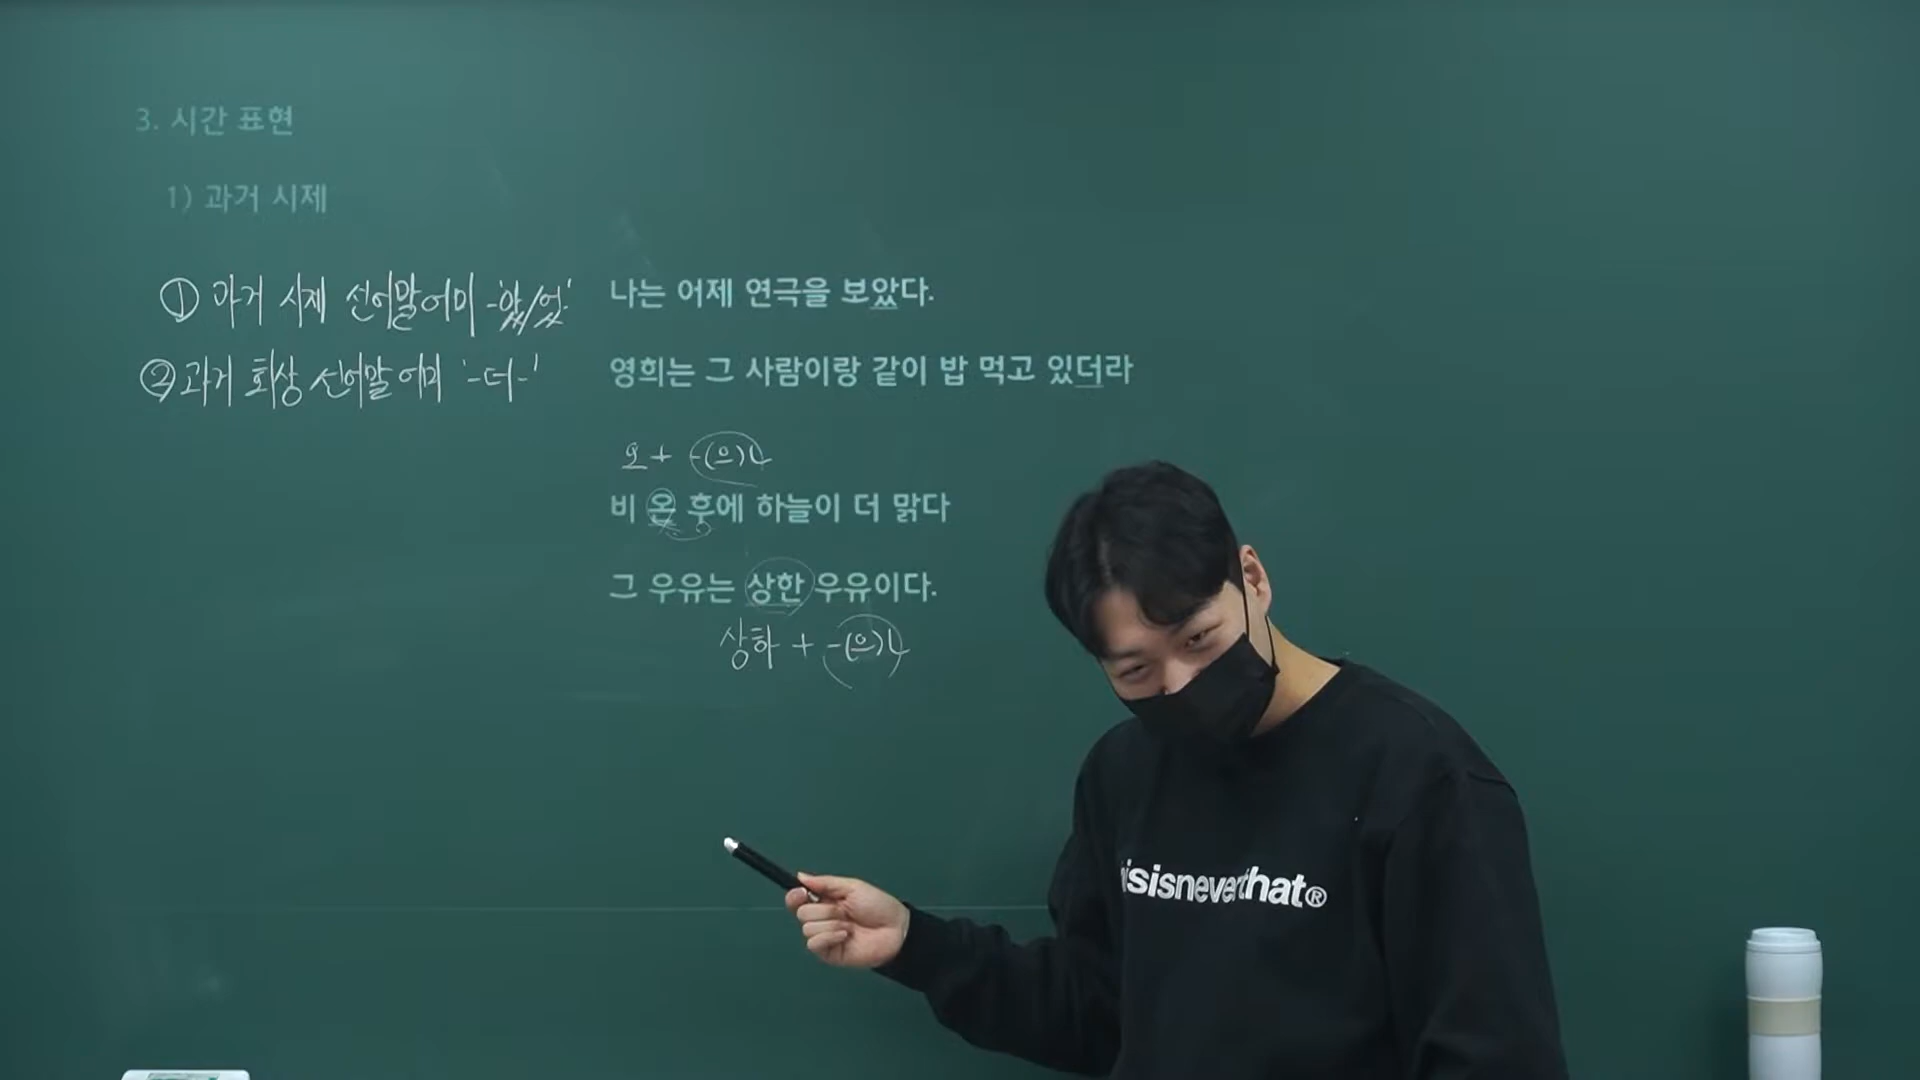 3. 시간 표현
1) 과거 시제
① 과거 시제 선어말어미 -'았/었'
나는 어제 연극을 보았다.
② 과거 회상 선어말 어미 '-더-'
영희는 그 사람이랑 같이 밥 먹고 있더라
오 + -(으)ㄴ
비 온 후에 하늘이 더 맑다
그 우유는 상한 우유이다.
상하 + -(으)ㄴ
isisneverthat®